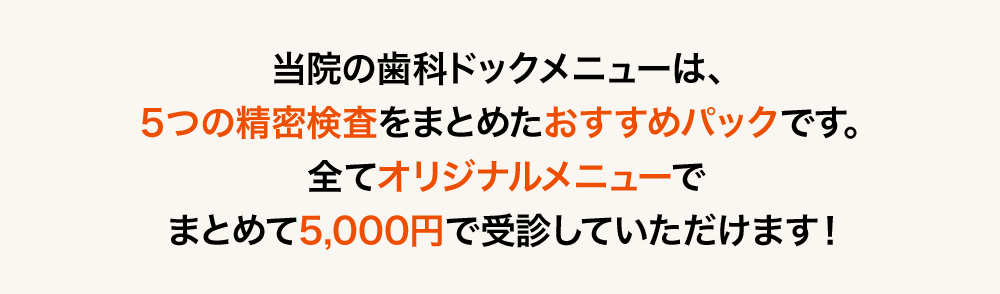 当院の歯科ドックメニューは、
5つの精密検査をまとめたおすすめパックです。
全てオリジナルメニューで
まとめて5,000円で受診していただけます！